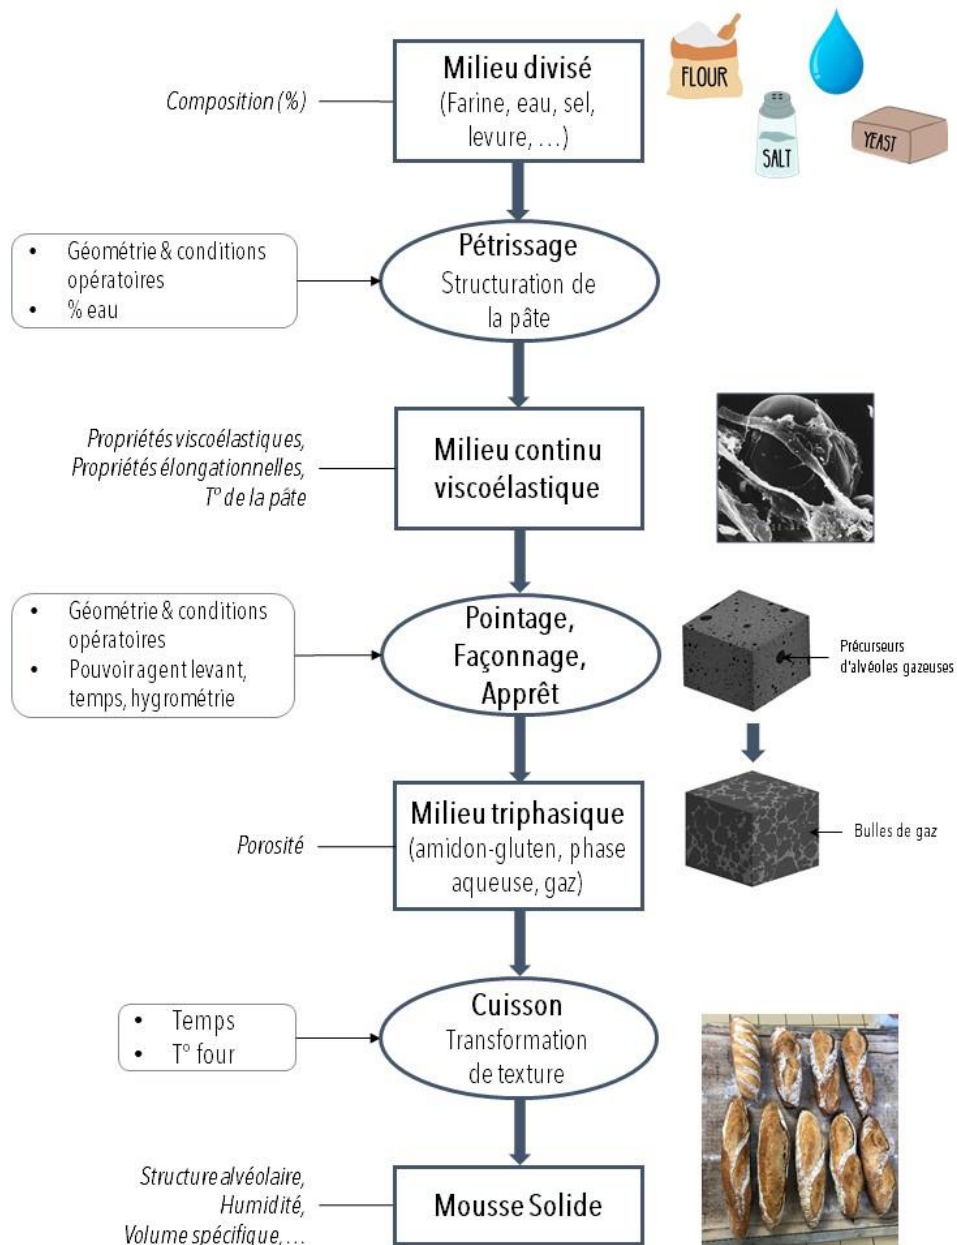 Milieu divisé
(Farine, eau, sel,
levure, …)
Composition (%)
FLOUR
SALT
YEAST
Pétrissage
Structuration de
la pâte
• Géométrie & conditions
opératoires
• % eau
Milieu continu
viscoélastique
Propriétés viscoélastiques,
Propriétés élongationnelles,
T° de la pâte
Pointage,
Façonnage,
Apprêt
• Géométrie & conditions
opératoires
• Pouvoir agent levant,
temps, hygrométrie
Précurseurs
d'alvéoles gazeuses
Milieu triphasique
(amidon-gluten, phase
aqueuse, gaz)
Porosité
Bulles de gaz
Cuisson
Transformation
de texture
• Temps
• T° four
Mousse Solide
Structure alvéolaire,
Humidité,
Volume spécifique, …